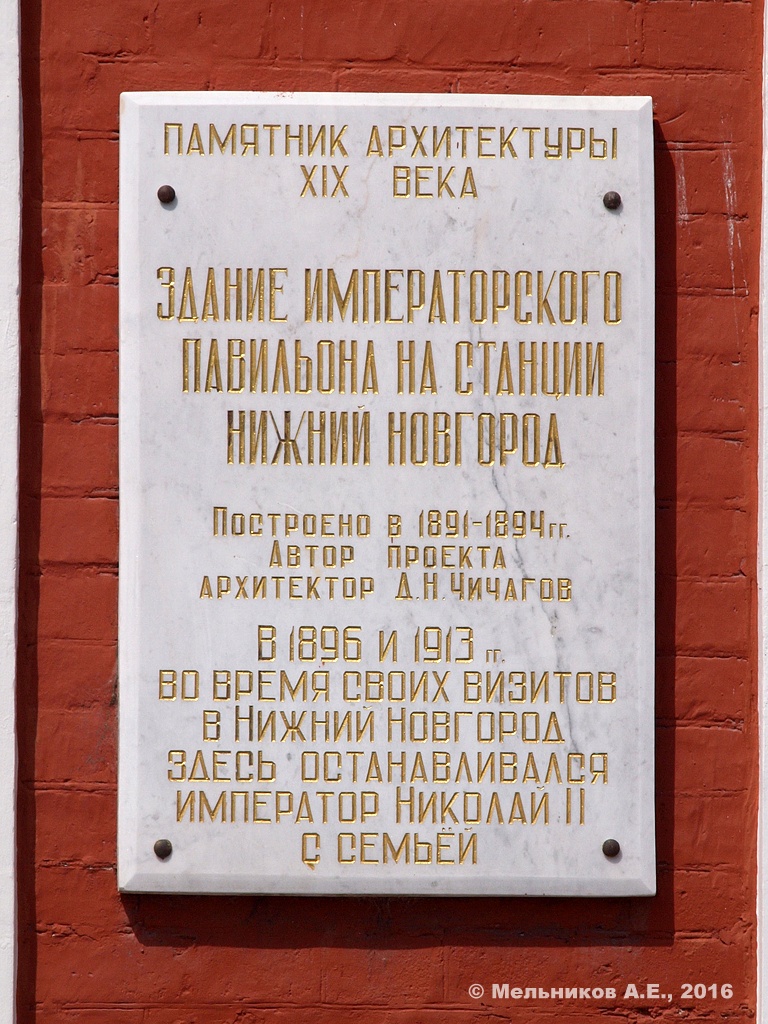 ПАМЯТНИК АРХИТЕКТУРЫ
XIX ВЕКА
ЗДАНИЕ ИМПЕРАТОРСКОГО
ПАВИЛЬОНА НА СТАНЦИИ
НИЖНИЙ НОВГОРОД
Построено в 1891-1894гг.
Автор проекта
архитектор Д.Н.Чичагов
В 1896 и 1913 гг.
во время своих визитов
в Нижний Новгород
здесь останавливался
император Николай II
с семьёй
© Мельников А.Е., 2016